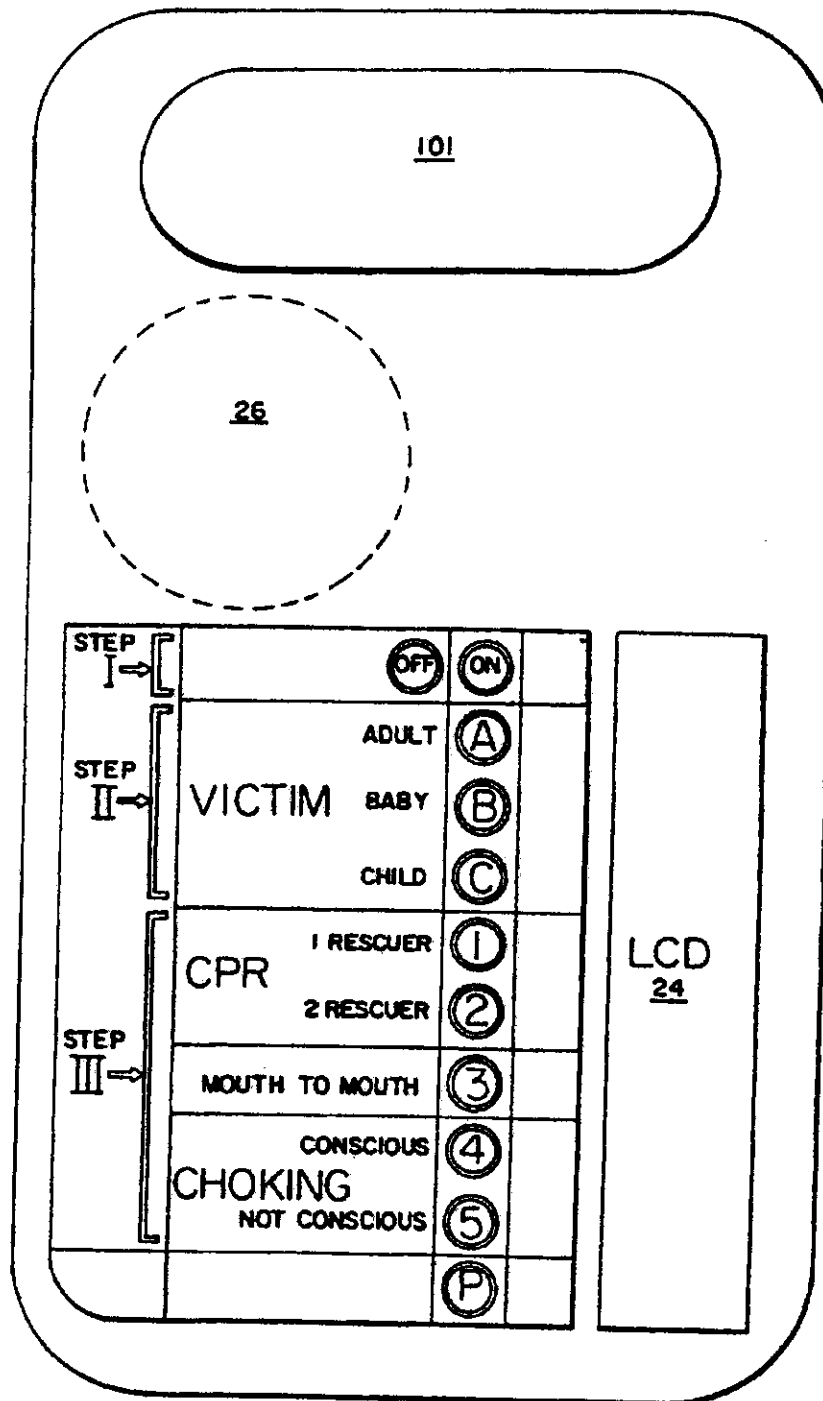 101
26
STEP I
OFF ON
STEP II
VICTIM
ADULT A
BABY B
CHILD C
STEP III
CPR
1 RESCUER 1
2 RESCUER 2
MOUTH TO MOUTH 3
CHOKING
CONSCIOUS 4
NOT CONSCIOUS 5
P
LCD
24